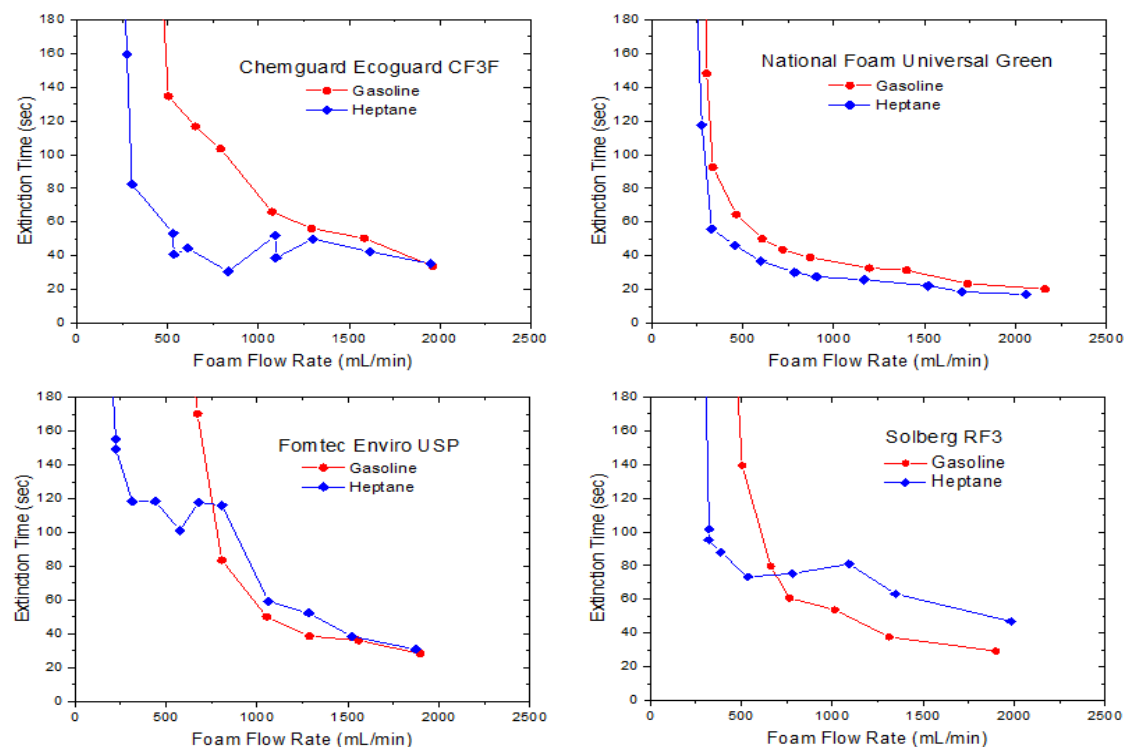 180
160
140
120
100
80
60
40
20
0
Extinction Time (sec)
Chemguard Ecoguard CF3F
Gasoline
Heptane
0 500 1000 1500 2000 2500
Foam Flow Rate (mL/min)
180
160
140
120
100
80
60
40
20
0
Extinction Time (sec)
National Foam Universal Green
Gasoline
Heptane
0 500 1000 1500 2000 2500
Foam Flow Rate (mL/min)
180
160
140
120
100
80
60
40
20
0
Extinction Time (sec)
Fomtec Enviro USP
Gasoline
Heptane
0 500 1000 1500 2000 2500
Foam Flow Rate (mL/min)
180
160
140
120
100
80
60
40
20
0
Extinction Time (sec)
Solberg RF3
Gasoline
Heptane
0 500 1000 1500 2000 2500
Foam Flow Rate (mL/min)